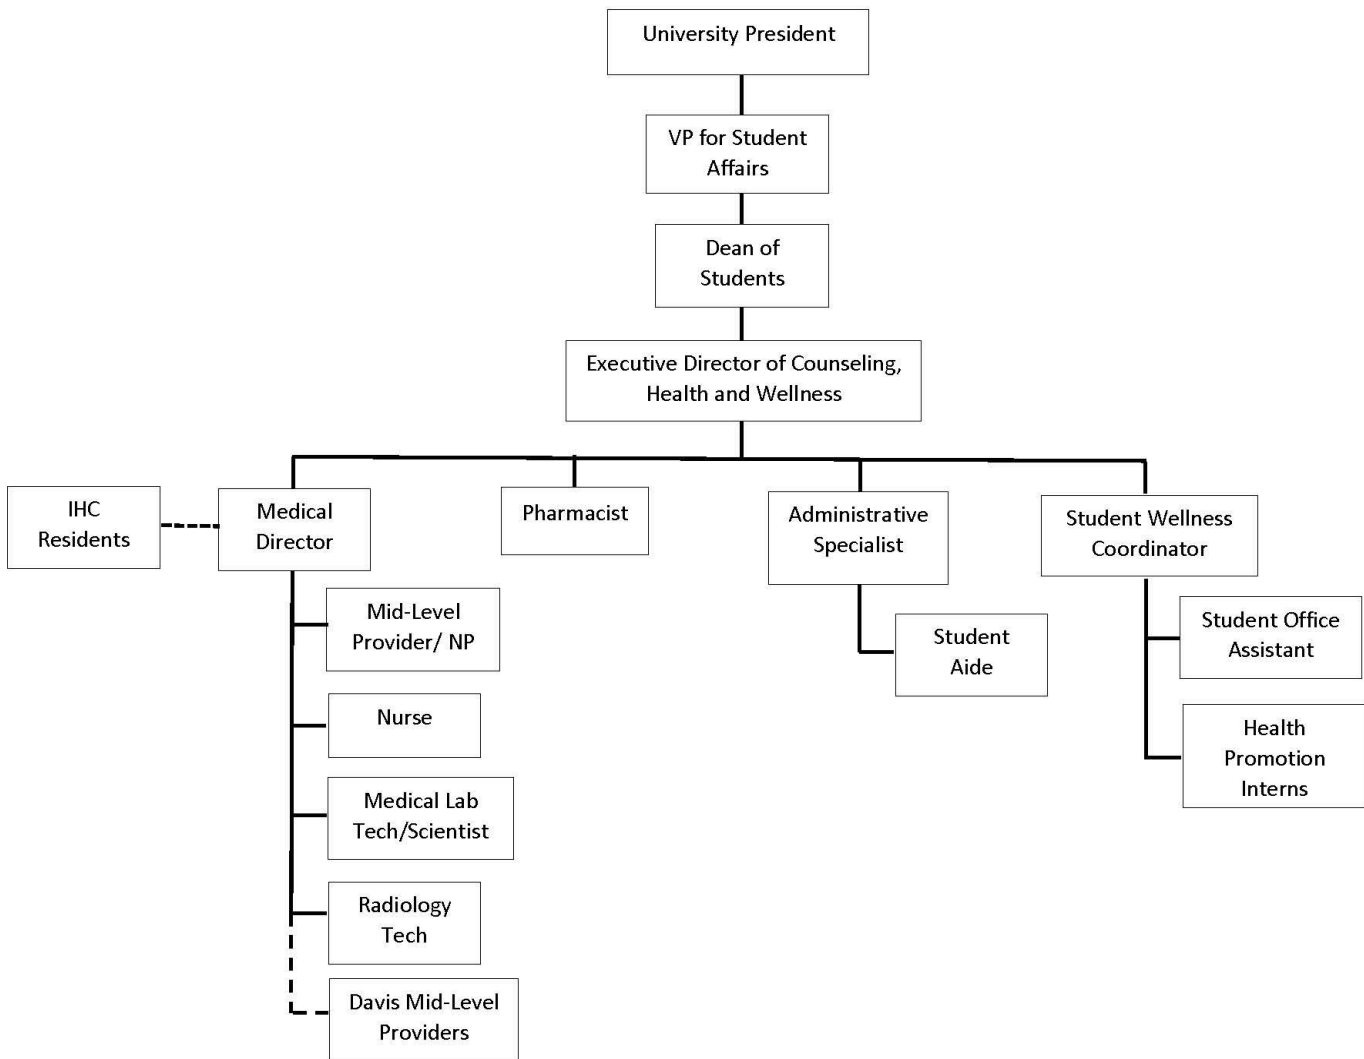 University President
VP for Student
Affairs
Dean of
Students
Executive Director of Counseling,
Health and Wellness
IHC
Residents
Medical
Director
Pharmacist
Administrative
Specialist
Student Wellness
Coordinator
Mid-Level
Provider/ NP
Nurse
Medical Lab
Tech/Scientist
Radiology
Tech
Davis Mid-Level
Providers
Student
Aide
Student Office
Assistant
Health
Promotion
Interns